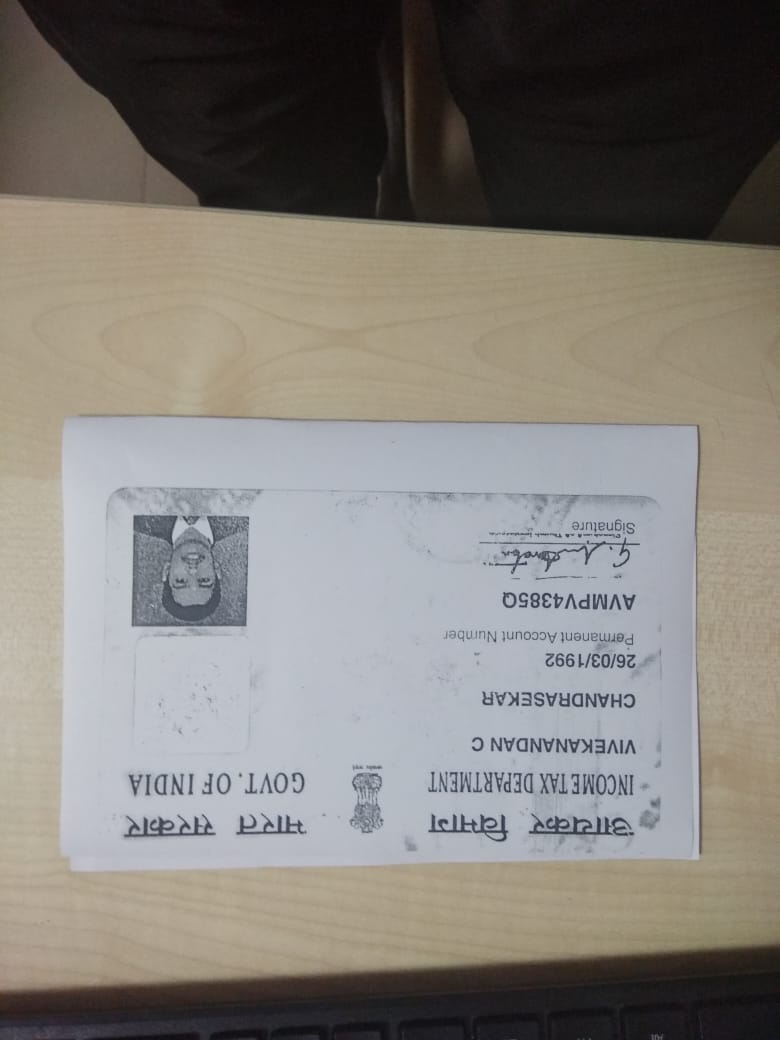 Alt
आयकर विभाग भारत सरकार
INCOME TAX DEPARTMENT GOVT. OF INDIA
VIVEKANANDAN C
CHANDRASEKAR
26/03/1992
Permanent Account Number
AVMPV4385Q
Signature